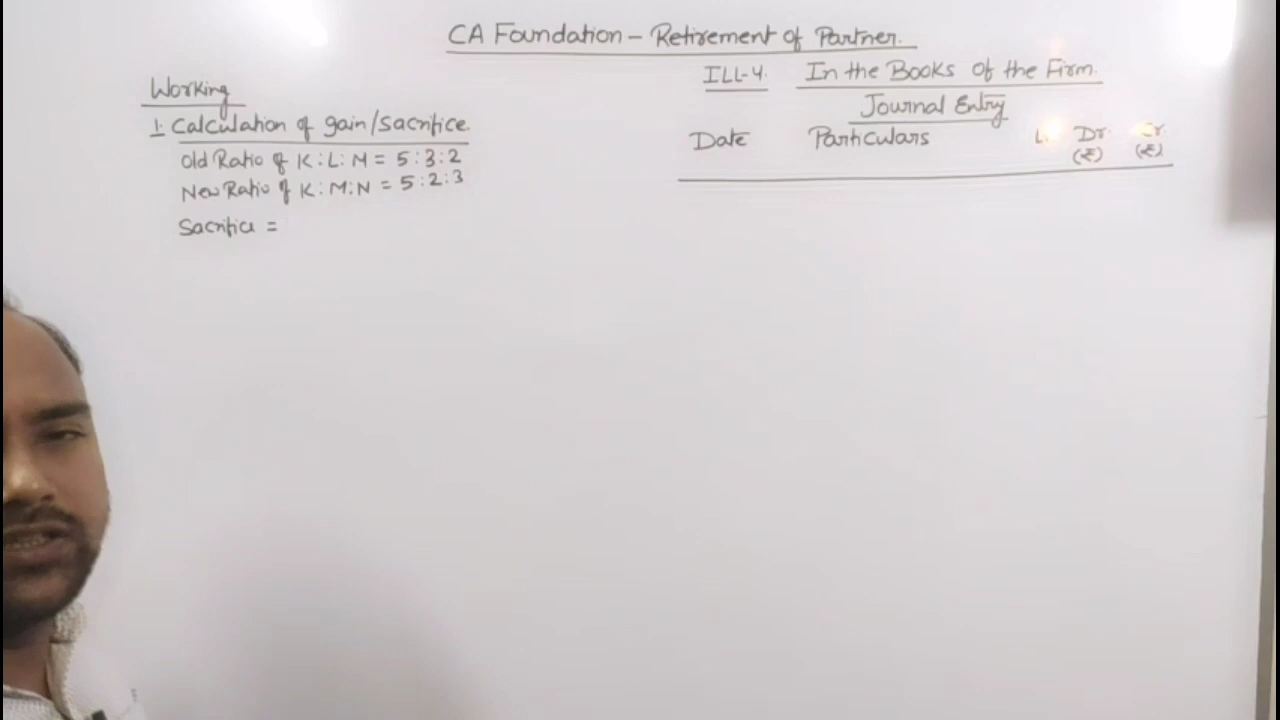 CA Foundation - Retirement of Partner.
Working
1. Calculation of gain/sacrifice.
Old Ratio of K:L:M = 5:3:2
New Ratio of K:M:N = 5:2:3
Sacrifice =
ILL-4. In the Books of the Firm.
Journal Entry
Date Particulars L. Dr. Cr.
(₹) (₹)